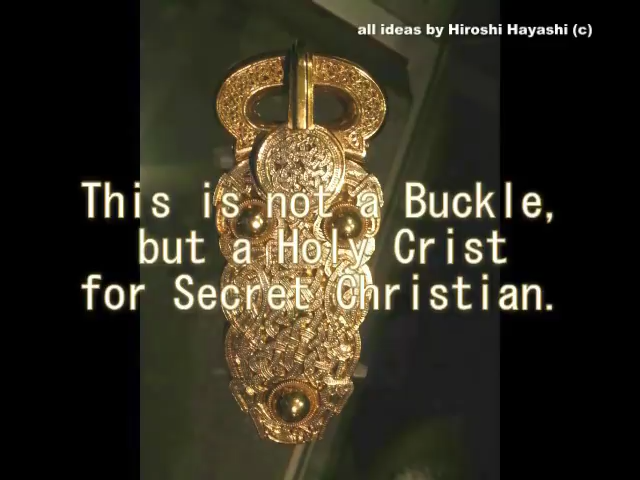 all ideas by Hiroshi Hayashi (c)
This is not a Buckle,
but a Holy Crist
for Secret Christian.